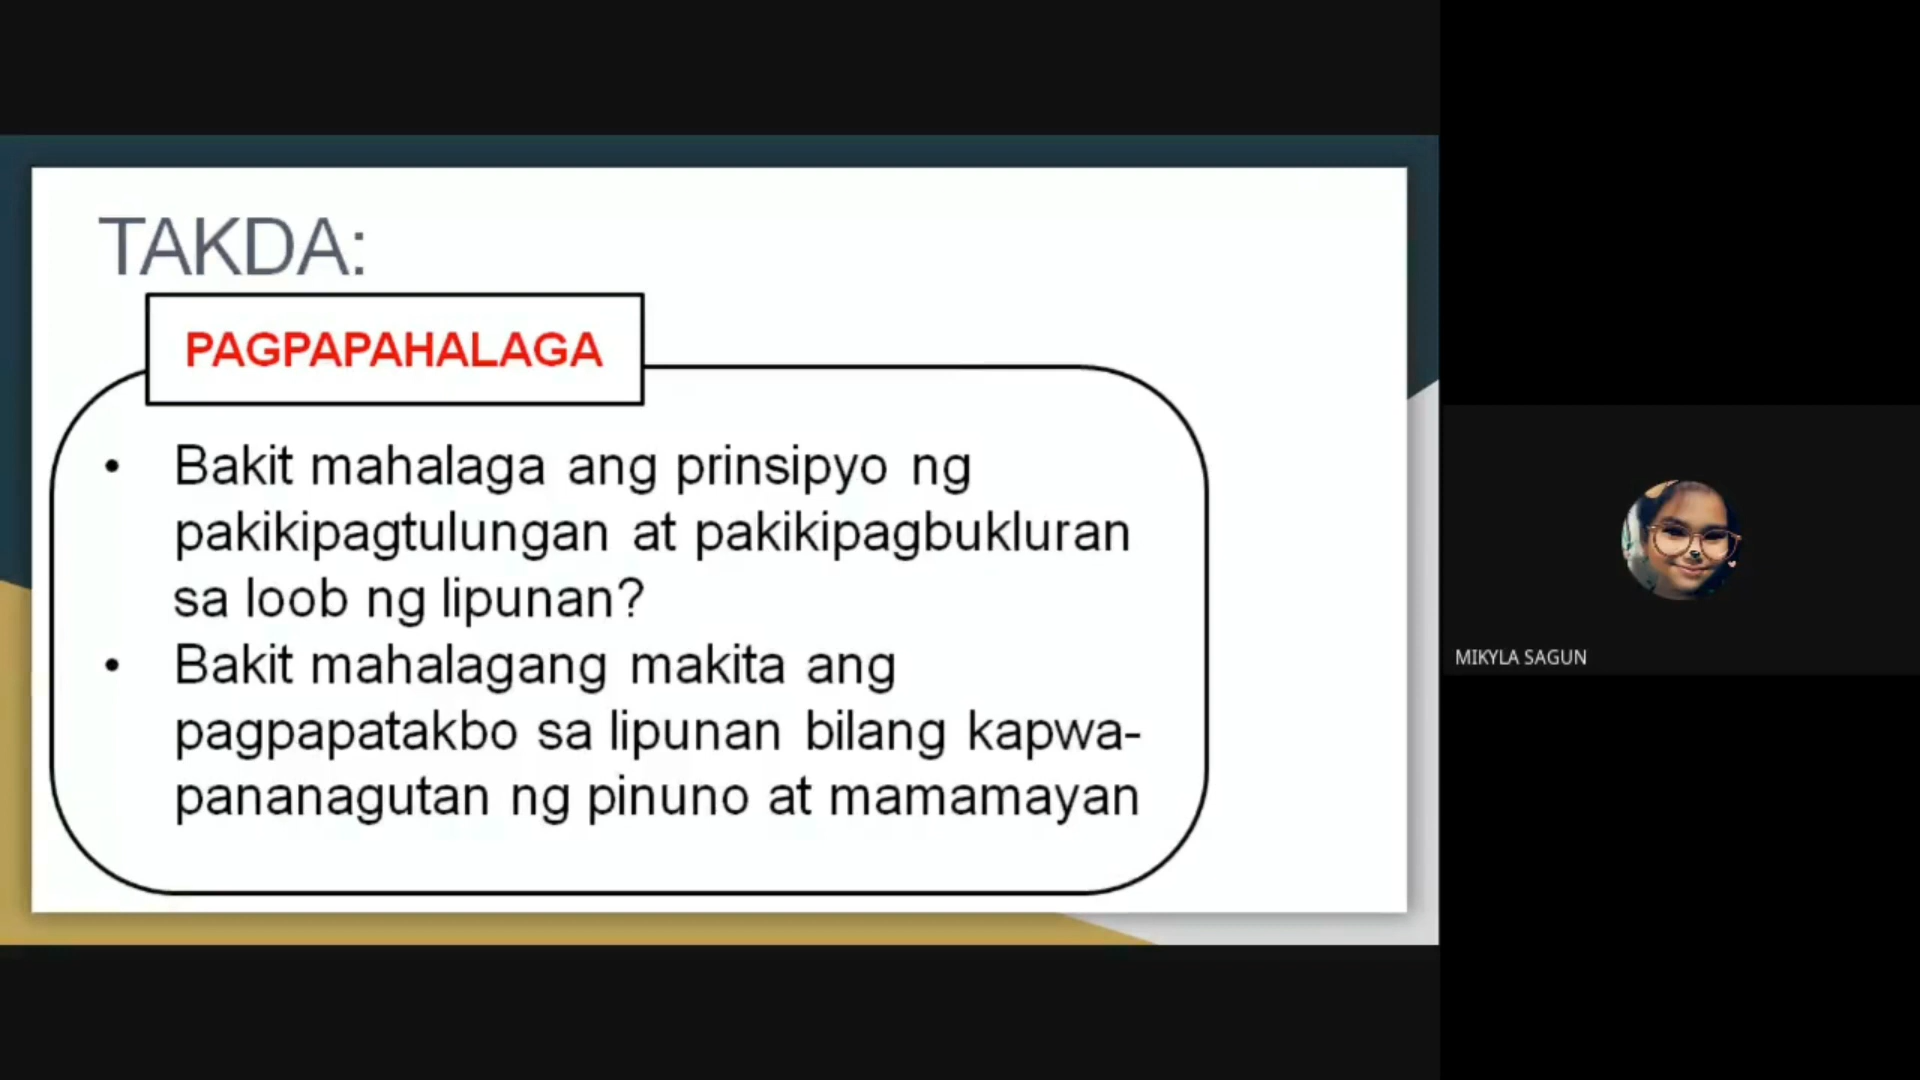 TAKDA:
PAGPAPAHALAGA
• Bakit mahalaga ang prinsipyo ng
pakikipagtulungan at pakikipagbukluran
sa loob ng lipunan?
• Bakit mahalagang makita ang
pagpapatakbo sa lipunan bilang kapwa-
pananagutan ng pinuno at mamamayan
MIKYLA SAGUN